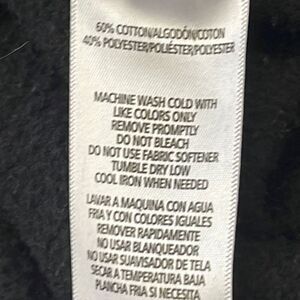 60% COTTON/ALGODÓN/COTON
40% POLYESTER/POLIÉSTER/POLYESTER
MACHINE WASH COLD WITH
LIKE COLORS ONLY
REMOVE PROMPTLY
DO NOT BLEACH
DO NOT USE FABRIC SOFTENER
TUMBLE DRY LOW
COOL IRON WHEN NEEDED
LAVAR A MAQUINA CON AGUA
FRIA Y CON COLORES IGUALES
REMOVER RAPIDAMENTE
NO USAR BLANQUEADOR
NO USAR SUAVISADOR DE TELA
SECAR A TEMPERATURA BAJA
PLANCHA FRIA SI NECESITA